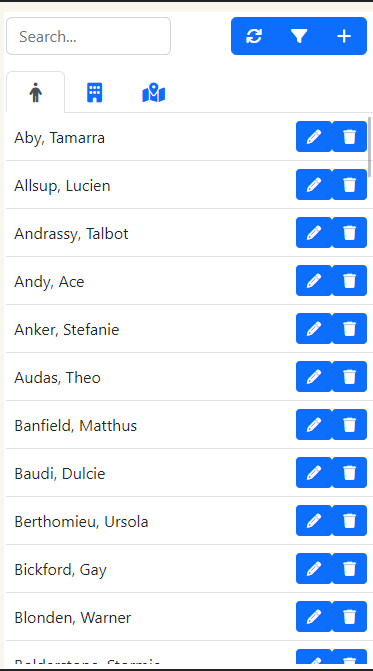 Search...
Aby, Tamarra
Allsup, Lucien
Andrassy, Talbot
Andy, Ace
Anker, Stefanie
Audas, Theo
Banfield, Matthus
Baudi, Dulcie
Berthomieu, Ursola
Bickford, Gay
Blonden, Warner